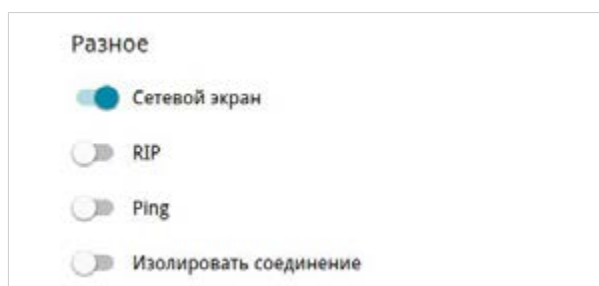 Разное
Сетевой экран
RIP
Ping
Изолировать соединение